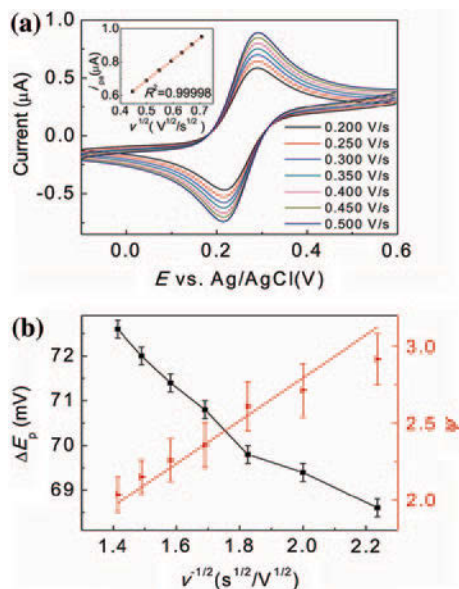 (a)
Current (μA)
1.0
0.5
0.0
-0.5
i pa (μA)
1.0
0.8
0.6
R²=0.99998
0.5 0.6 0.7
v^1/2 (V^1/2/s^1/2)
0.200 V/s
0.250 V/s
0.300 V/s
0.350 V/s
0.400 V/s
0.450 V/s
0.500 V/s
0.0 0.2 0.4 0.6
E vs. Ag/AgCl(V)
(b)
ΔEp (mV)
72
71
70
69
3.0
2.5
2.0
Ψ
1.4 1.6 1.8 2.0 2.2
v^-1/2 (s^1/2/V^1/2)